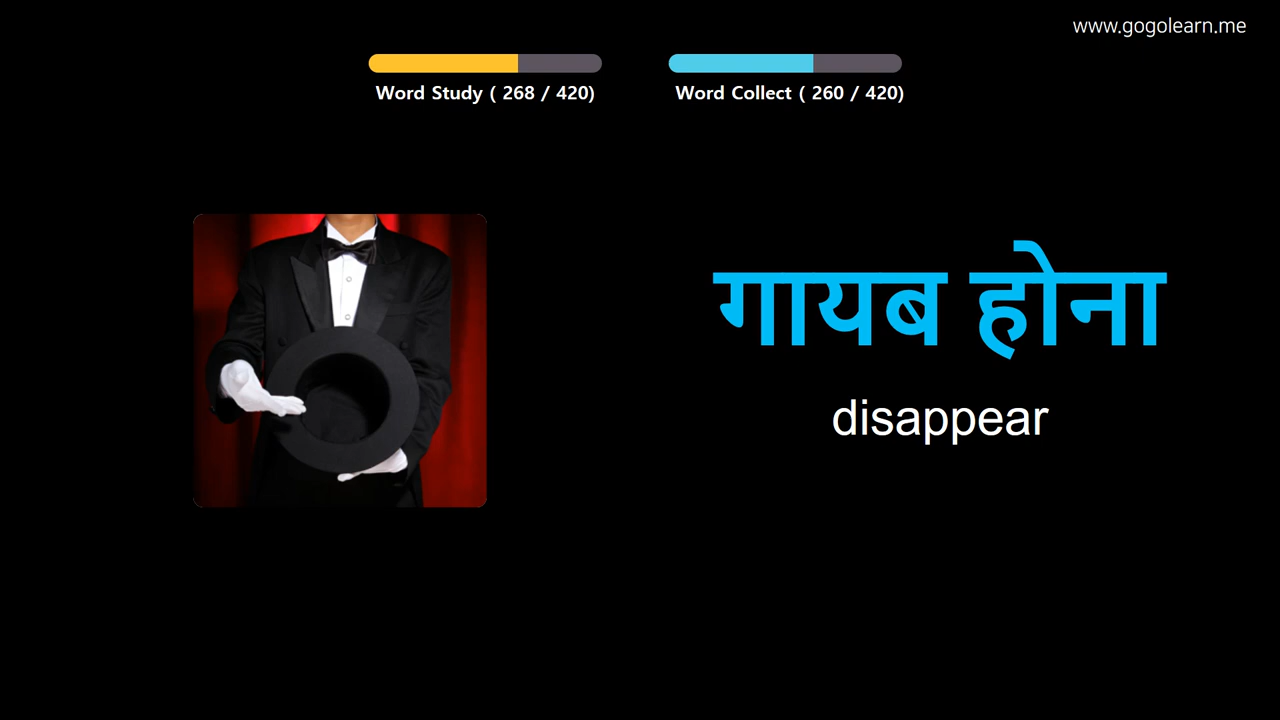 www.gogolearn.me
Word Study ( 268 / 420)
Word Collect ( 260 / 420)
गायब होना
disappear